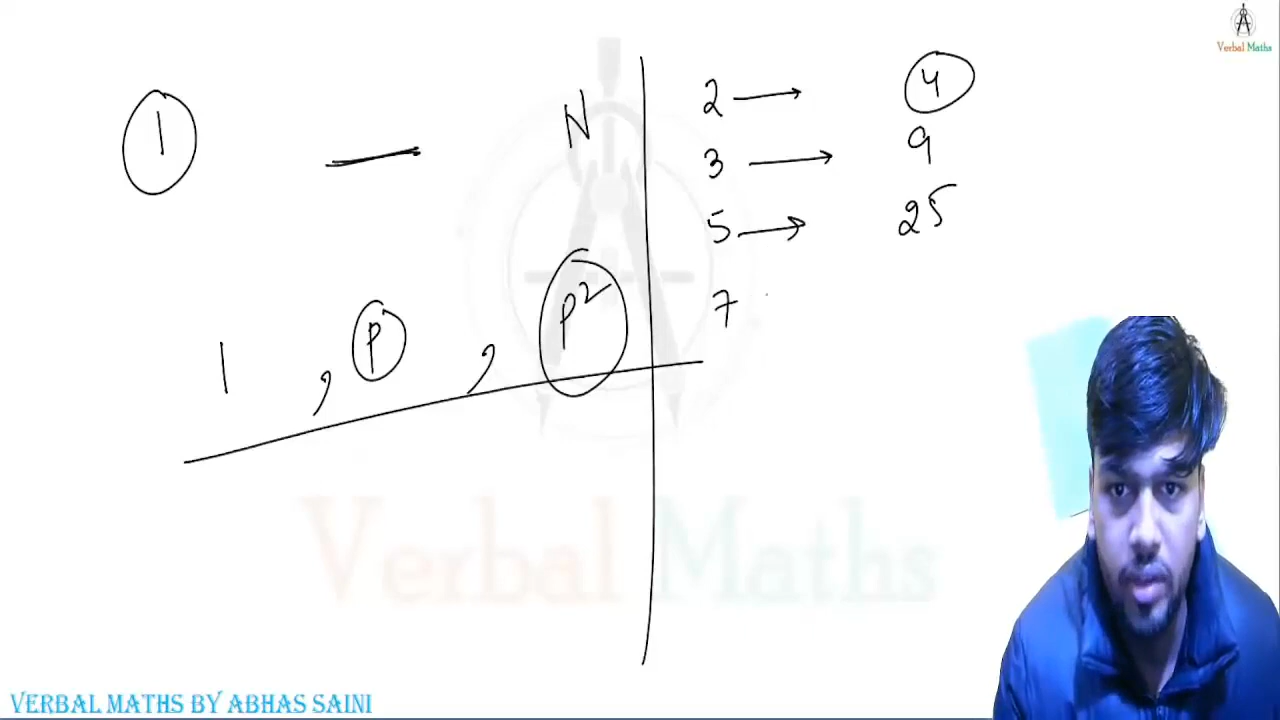 Verbal Maths
1 — N
1 , P , P²
2 → 4
3 → 9
5 → 25
7
Verbal Maths
VERBAL MATHS BY ABHAS SAINI